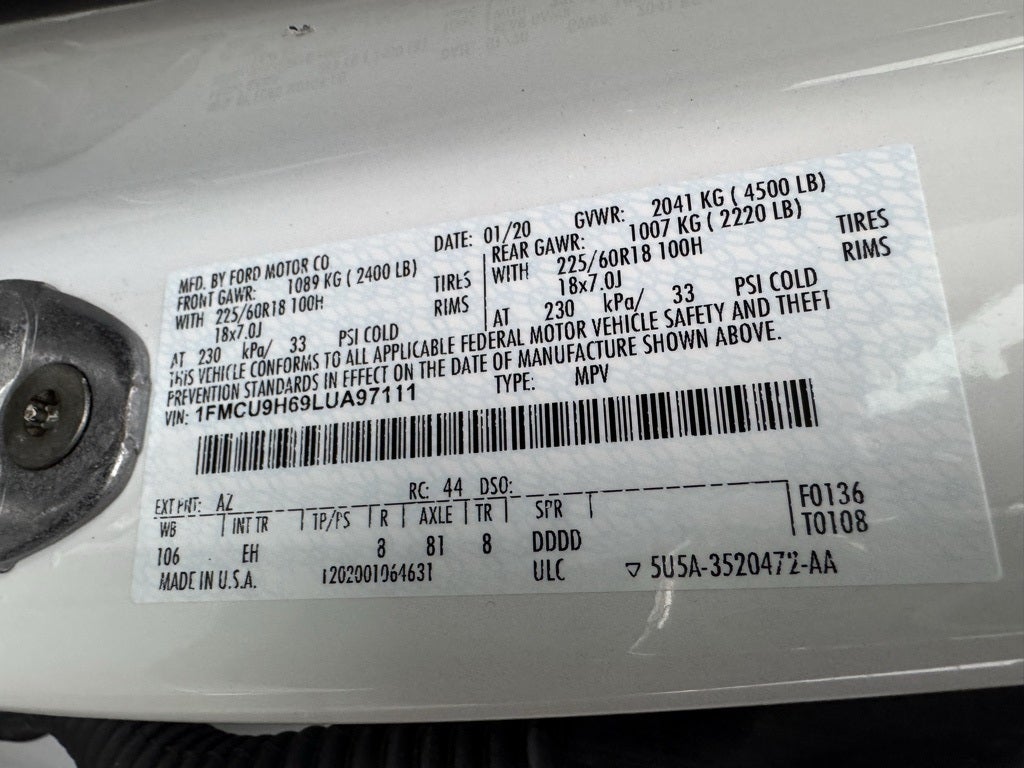 MFD. BY FORD MOTOR CO DATE: 01/20 GVWR: 2041 KG ( 4500 LB)
FRONT GAWR: 1089 KG ( 2400 LB) REAR GAWR: 1007 KG ( 2220 LB)
WITH 225/60R18 100H TIRES WITH 225/60R18 100H TIRES
18x7.0J RIMS 18x7.0J RIMS
AT 230 kPa/ 33 PSI COLD AT 230 kPa/ 33 PSI COLD
THIS VEHICLE CONFORMS TO ALL APPLICABLE FEDERAL MOTOR VEHICLE SAFETY AND THEFT
PREVENTION STANDARDS IN EFFECT ON THE DATE OF MANUFACTURE SHOWN ABOVE.
VIN: 1FMCU9H69LUA97111 TYPE: MPV
EXT PNT: AZ RC: 44 DSO: F0136
WB INT TR TP/PS R AXLE TR SPR T0108
106 EH 8 81 8 DDDD
MADE IN U.S.A. 1202001064631 ULC ▽ 5U5A-3520472-AA